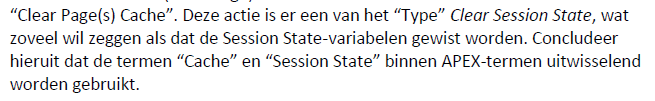 “Clear Page(s) Cache”. Deze actie is er een van het “Type” Clear Session State, wat
zoveel wil zeggen als dat de Session State-variabelen gewist worden. Concludeer
hieruit dat de termen “Cache” en “Session State” binnen APEX-termen uitwisselend
worden gebruikt.